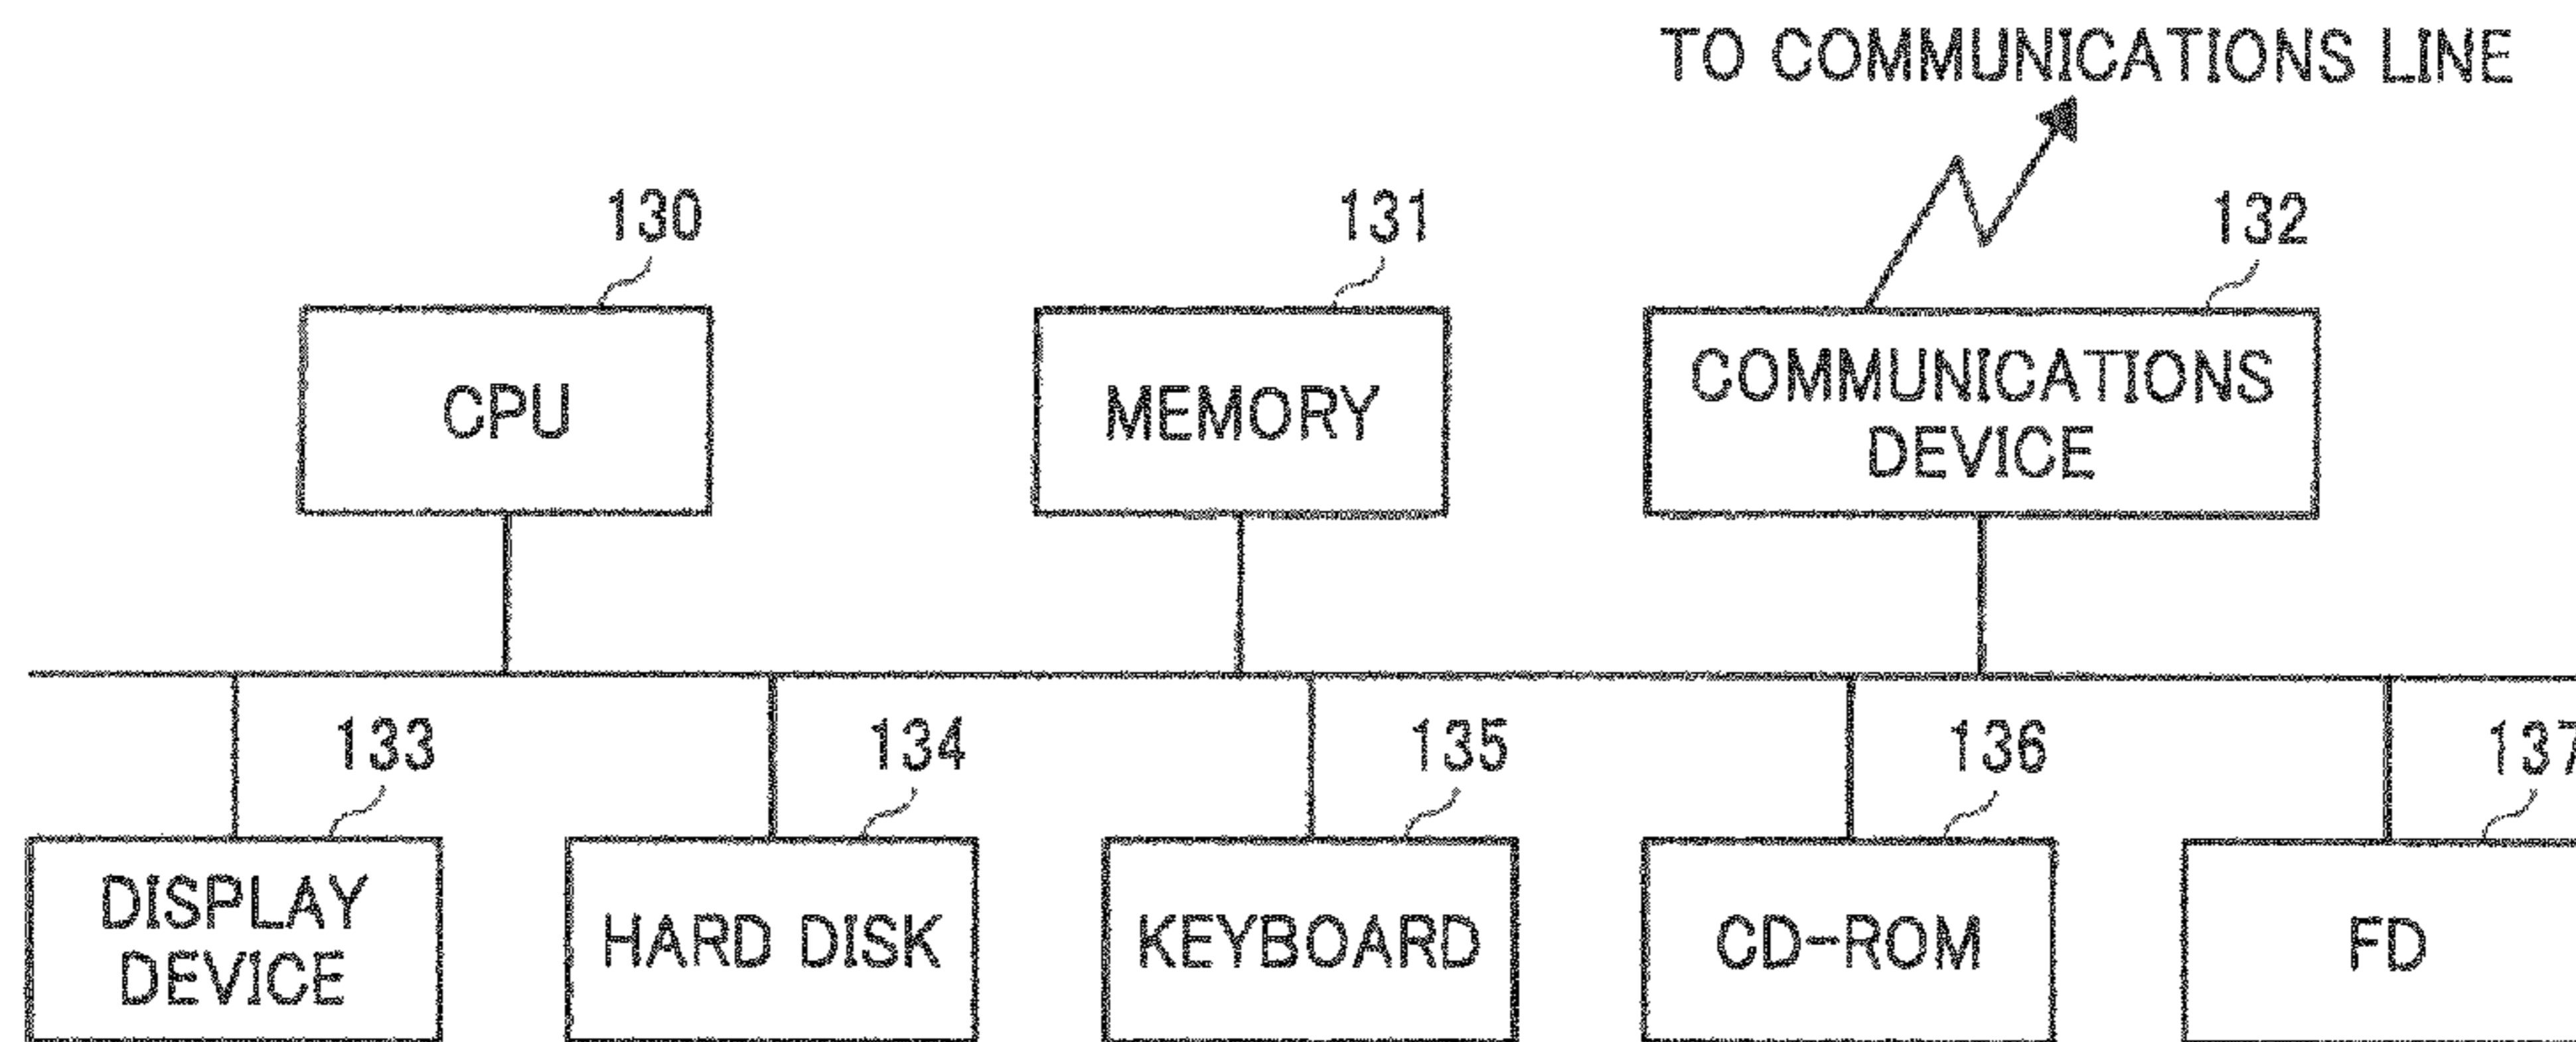 TO COMMUNICATIONS LINE
130
131
132
CPU
MEMORY
COMMUNICATIONS
DEVICE
133
134
135
136
137
DISPLAY
DEVICE
HARD DISK
KEYBOARD
CD-ROM
FD